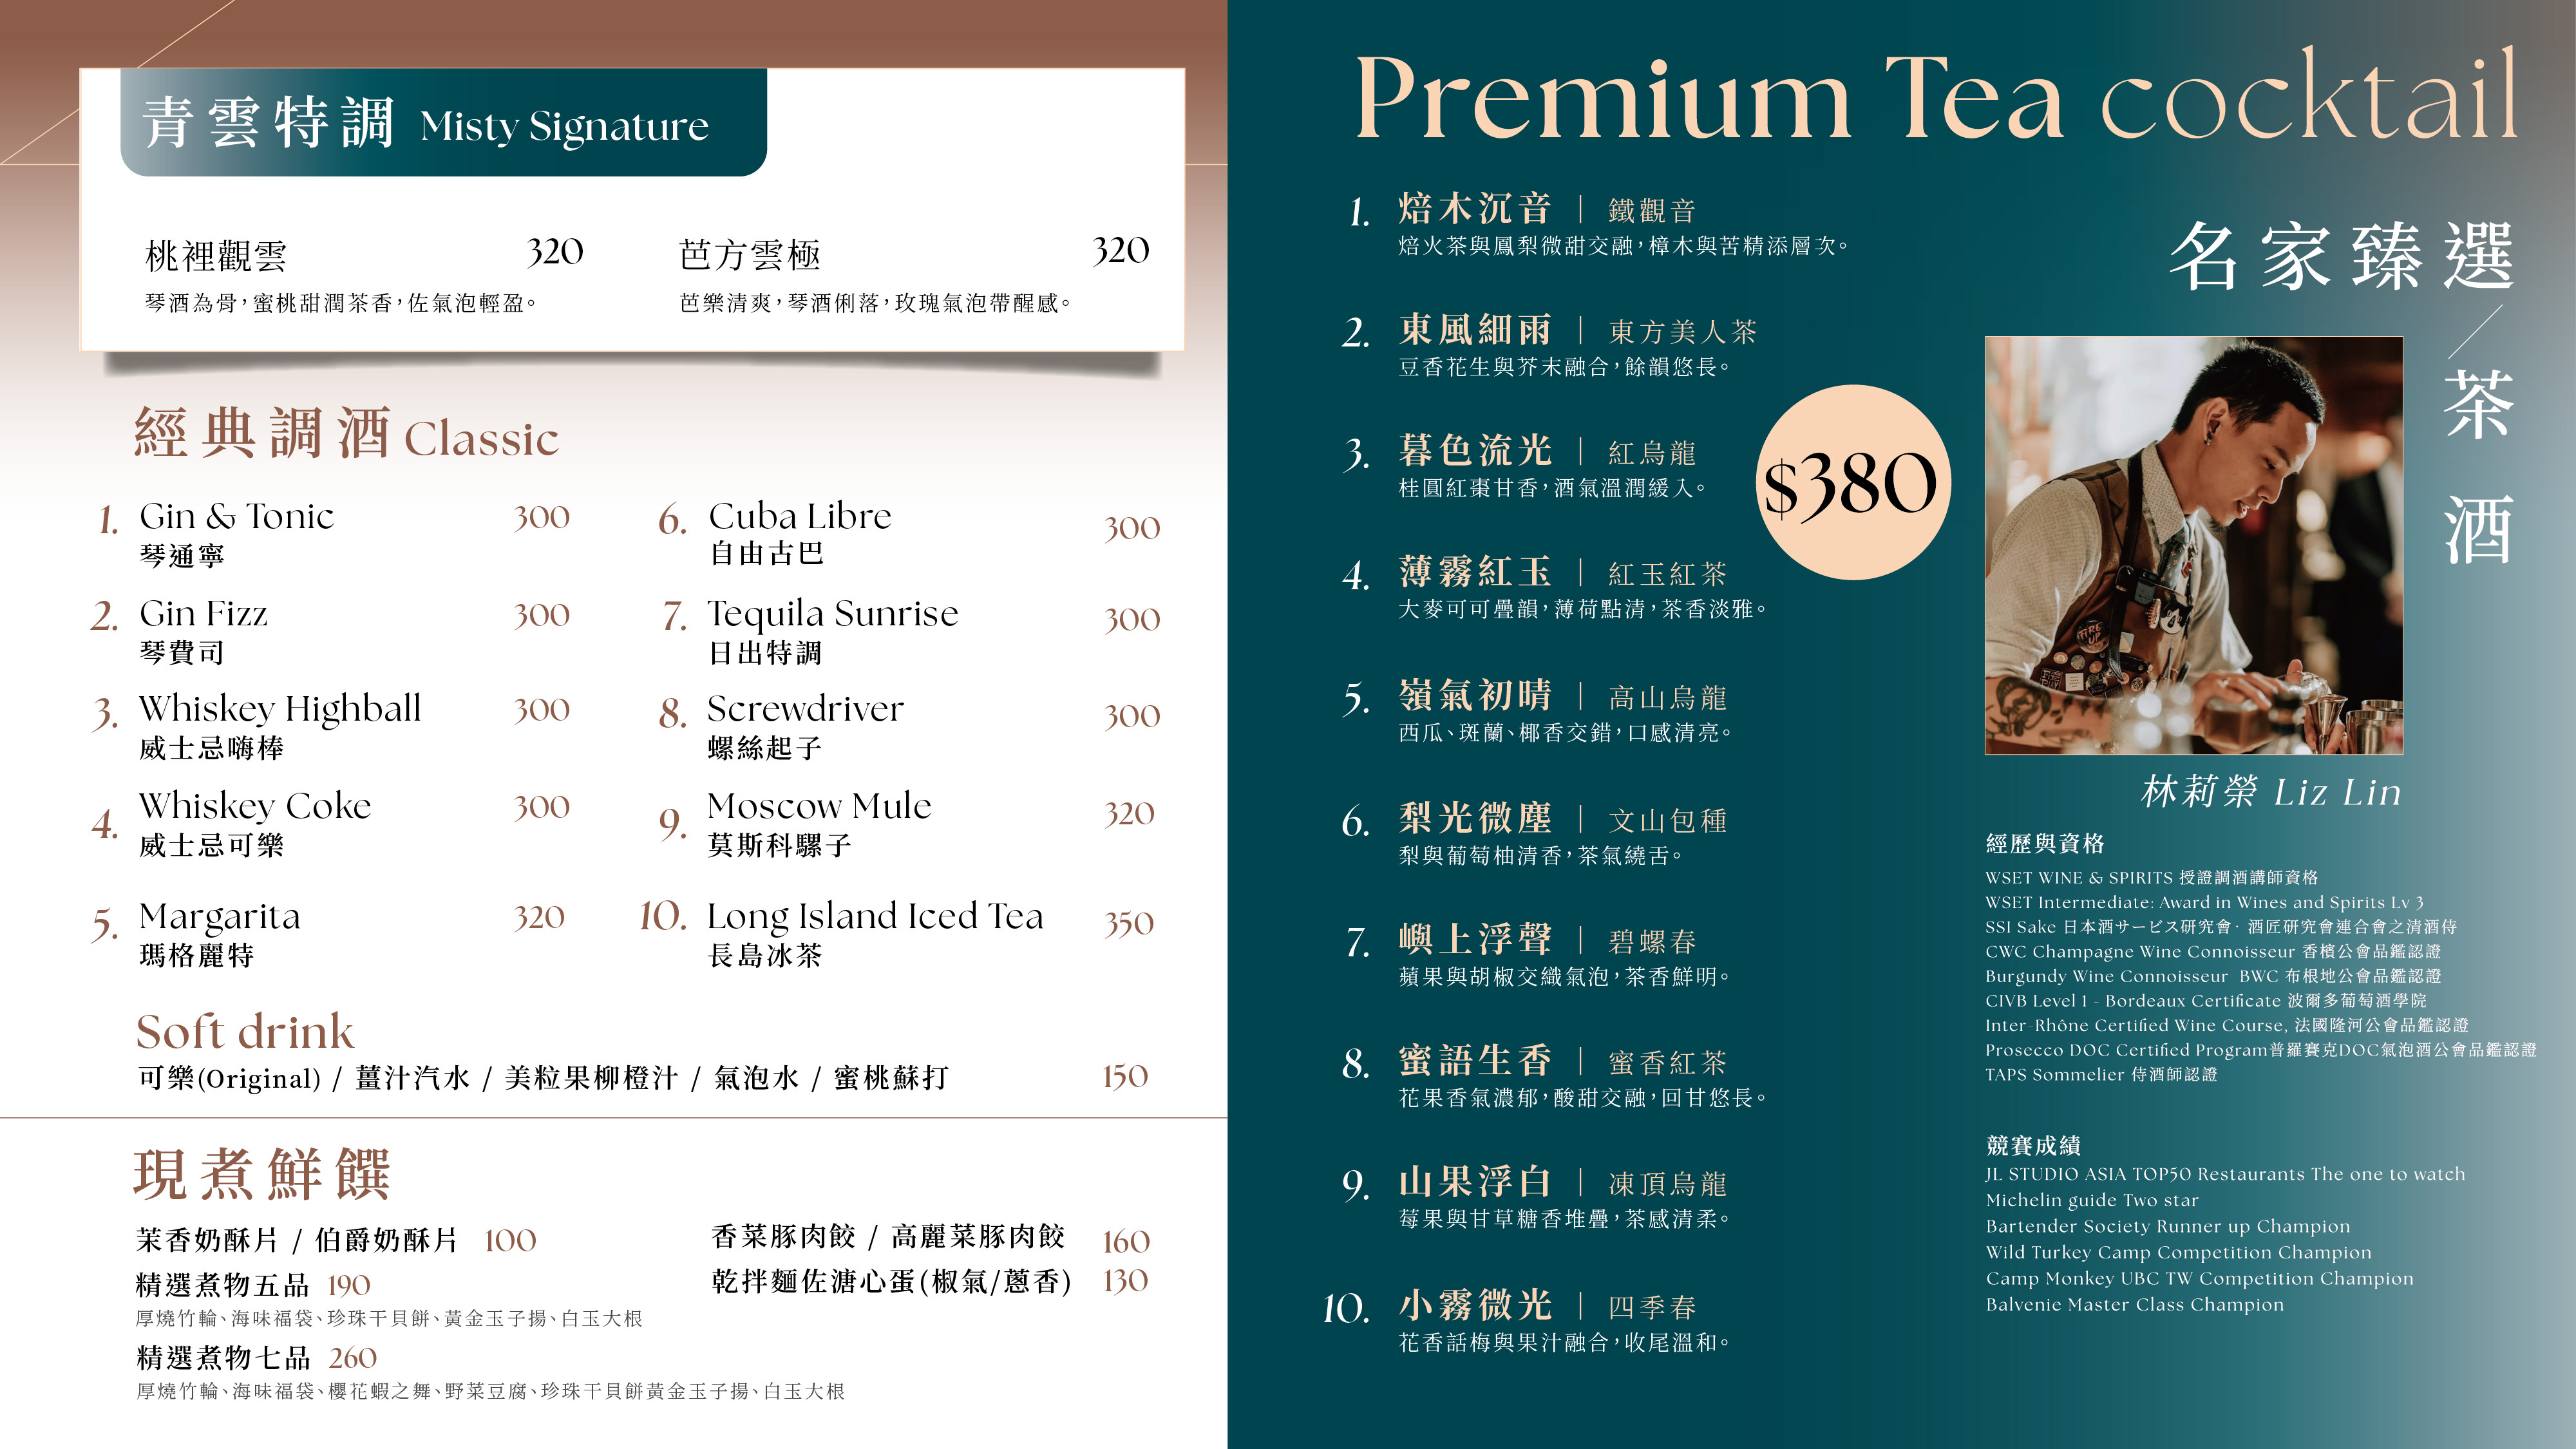 青雲特調 Misty Signature
桃裡觀雲 320
琴酒為骨，蜜桃甜潤茶香，佐氣泡輕盈。
芭方雲極 320
芭樂清爽，琴酒俐落，玫瑰氣泡帶醒感。
經典調酒 Classic
1. Gin & Tonic 300
琴通寧
2. Gin Fizz 300
琴費司
3. Whiskey Highball 300
威士忌嗨棒
4. Whiskey Coke 300
威士忌可樂
5. Margarita 320
瑪格麗特
6. Cuba Libre 300
自由古巴
7. Tequila Sunrise 300
日出特調
8. Screwdriver 300
螺絲起子
9. Moscow Mule 320
莫斯科騾子
10. Long Island Iced Tea 350
長島冰茶
Soft drink
可樂(Original) / 薑汁汽水 / 美粒果柳橙汁 / 氣泡水 / 蜜桃蘇打 150
現煮鮮饌
茉香奶酥片 / 伯爵奶酥片 100
精選煮物五品 190
厚燒竹輪、海味福袋、珍珠干貝餅、黃金玉子揚、白玉大根
精選煮物七品 260
厚燒竹輪、海味福袋、櫻花蝦之舞、野菜豆腐、珍珠干貝餅黃金玉子揚、白玉大根
香菜豚肉餃 / 高麗菜豚肉餃 160
乾拌麵佐溏心蛋(椒氣/蔥香) 130
Premium Tea cocktail
名家臻選
茶酒
1. 焙木沉音 | 鐵觀音
焙火茶與鳳梨微甜交融，樟木與苦精添層次。
2. 東風細雨 | 東方美人茶
豆香花生與芥末融合，餘韻悠長。
3. 暮色流光 | 紅烏龍
桂圓紅棗甘香，酒氣溫潤緩入。
4. 薄霧紅玉 | 紅玉紅茶
大麥可可疊韻，薄荷點清，茶香淡雅。
5. 嶺氣初晴 | 高山烏龍
西瓜、斑蘭、椰香交錯，口感清亮。
6. 梨光微塵 | 文山包種
梨與葡萄柚清香，茶氣繞舌。
7. 嶼上浮聲 | 碧螺春
蘋果與胡椒交織氣泡，茶香鮮明。
8. 蜜語生香 | 蜜香紅茶
花果香氣濃郁，酸甜交融，回甘悠長。
9. 山果浮白 | 凍頂烏龍
莓果與甘草糖香堆疊，茶感清柔。
10. 小霧微光 | 四季春
花香話梅與果汁融合，收尾溫和。
$380
林莉榮 Liz Lin
經歷與資格
WSET WINE & SPIRITS 授證調酒講師資格
WSET Intermediate: Award in Wines and Spirits Lv 3
SSI Sake 日本酒サービス研究會·酒匠研究會連合會之清酒侍
CWC Champagne Wine Connoisseur 香檳公會品鑑認證
Burgundy Wine Connoisseur BWC 布根地公會品鑑認證
CIVB Level 1 - Bordeaux Certificate 波爾多葡萄酒學院
Inter-Rhône Certified Wine Course, 法國隆河公會品鑑認證
Prosecco DOC Certified Program普羅賽克DOC氣泡酒公會品鑑認證
TAPS Sommelier 侍酒師認證
競賽成績
JL STUDIO ASIA TOP50 Restaurants The one to watch
Michelin guide Two star
Bartender Society Runner up Champion
Wild Turkey Camp Competition Champion
Camp Monkey UBC TW Competition Champion
Balvenie Master Class Champion